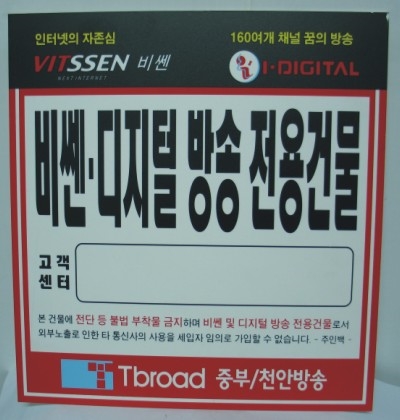 인터넷의 자존심
160여개 채널 꿈의 방송
VITSSEN 비쎈
NEXT-INTERNET
I·DIGITAL
비쎈·디지털 방송 전용건물
고객
센터
본 건물에 전단 등 불법 부착물 금지하며 비쎈 및 디지털 방송 전용건물로서
외부노출로 인한 타 통신사의 사용을 세입자 임의로 가입할 수 없습니다. - 주인백 -
Tbroad 중부/천안방송